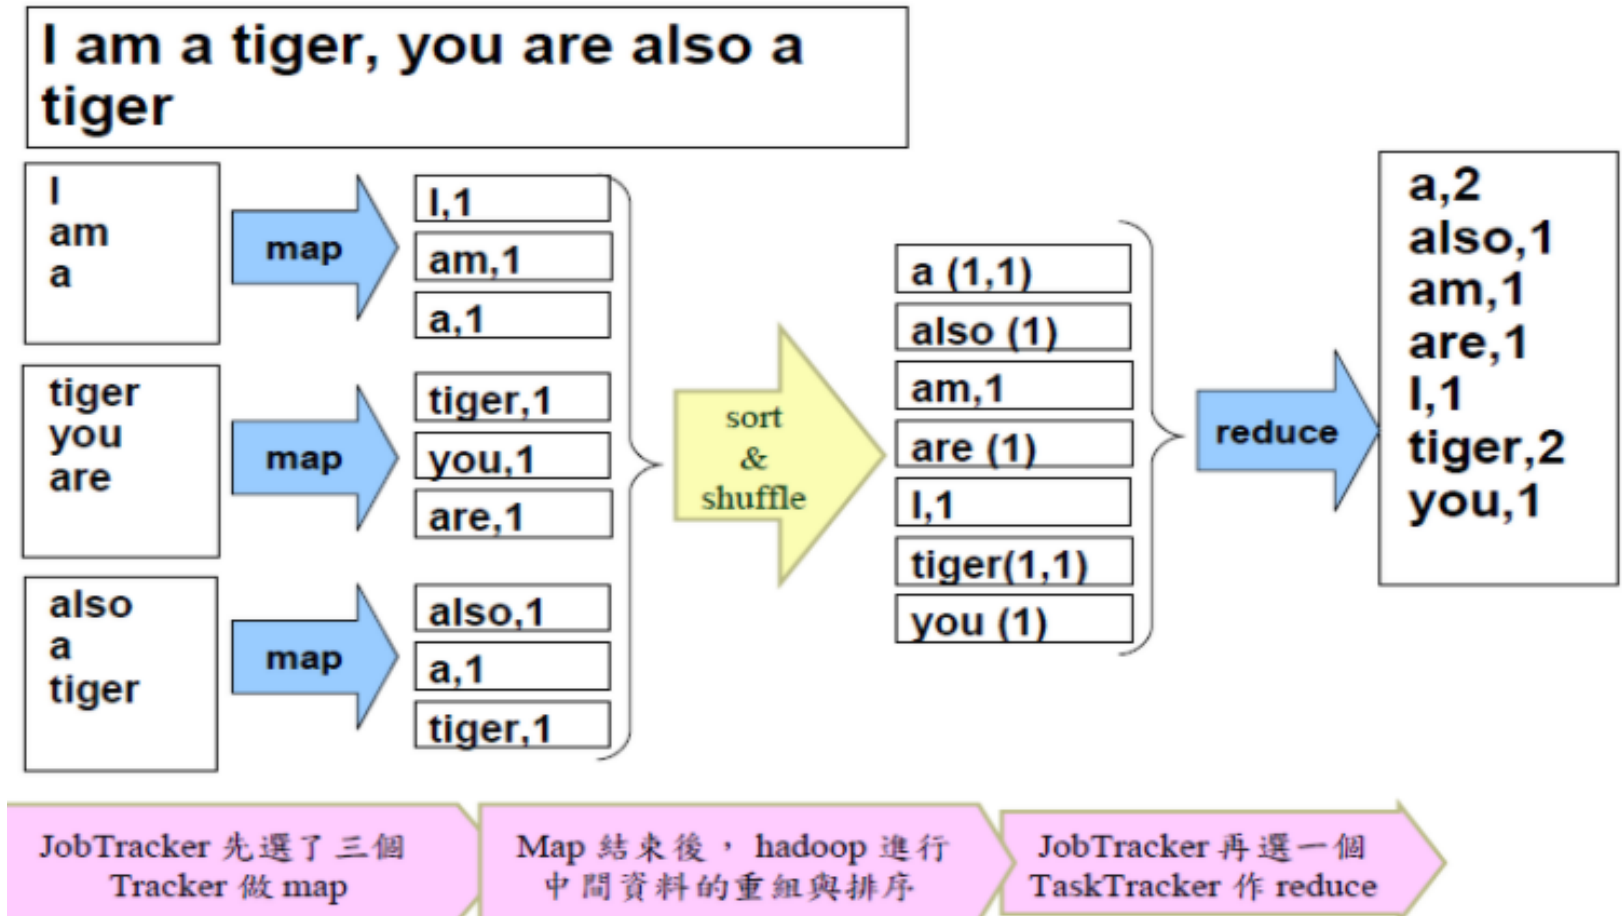 I am a tiger, you are also a
tiger
I
am
a
map
I,1
am,1
a,1
tiger
you
are
map
tiger,1
you,1
are,1
also
a
tiger
map
also,1
a,1
tiger,1
sort
&
shuffle
a (1,1)
also (1)
am,1
are (1)
I,1
tiger(1,1)
you (1)
reduce
a,2
also,1
am,1
are,1
I,1
tiger,2
you,1
JobTracker 先選了三個
Tracker 做 map
Map 結束後，hadoop 進行
中間資料的重組與排序
JobTracker 再選一個
TaskTracker 作 reduce